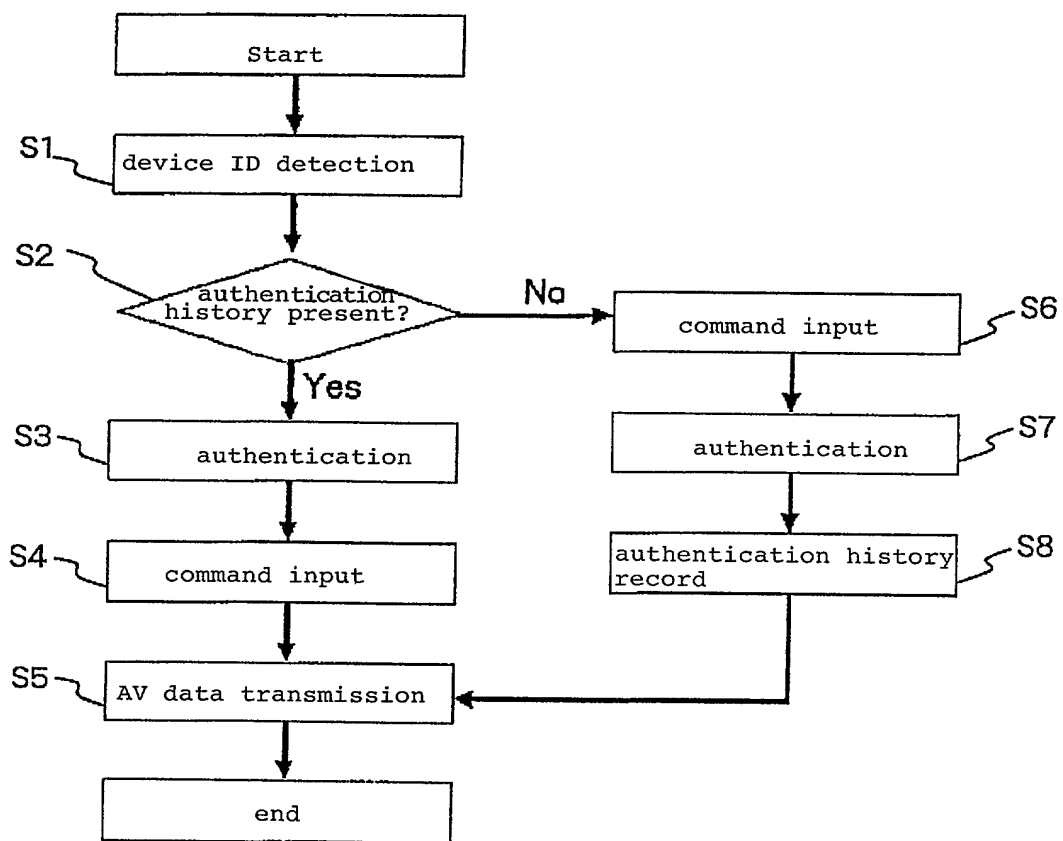 Start
S1
device ID detection
S2
authentication
history present?
No
Yes
S3
authentication
S4
command input
S5
AV data transmission
end
command input
S6
authentication
S7
authentication history
record
S8